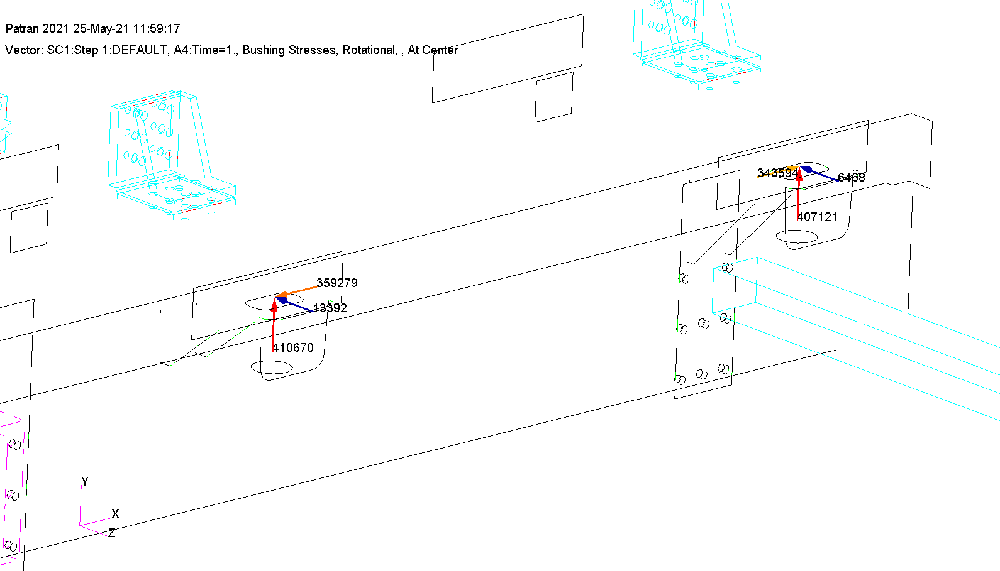 Patran 2021 25-May-21 11:59:17
Vector: SC1:Step 1:DEFAULT, A4:Time=1., Bushing Stresses, Rotational, , At Center
343594
6468
407121
359279
13392
410670
Y
X
Z